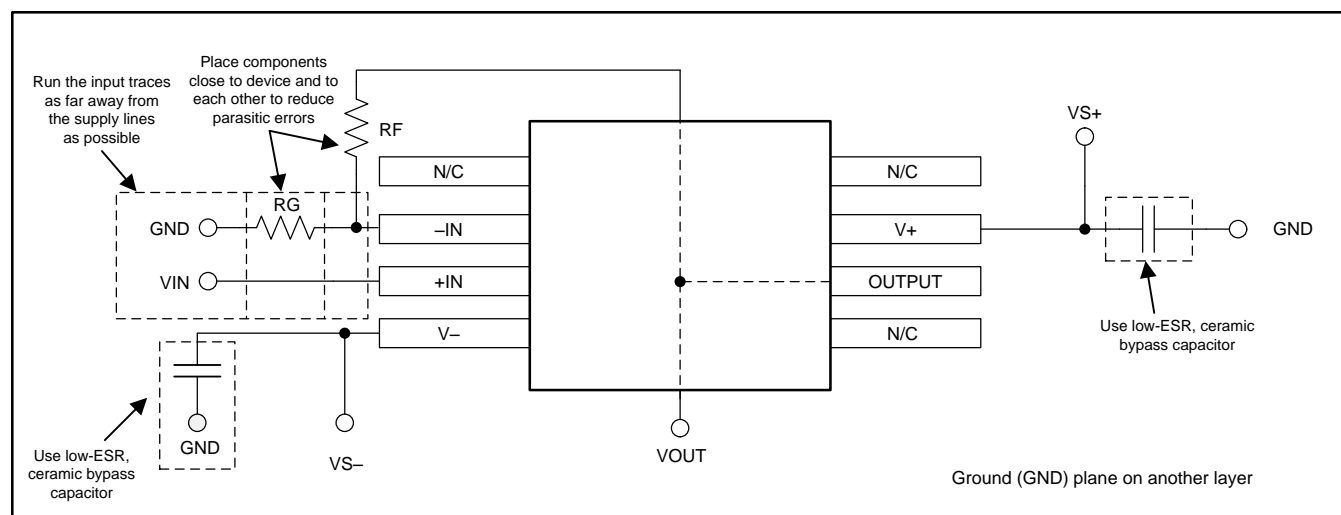 Run the input traces
as far away from
the supply lines
as possible
Place components
close to device and to
each other to reduce
parasitic errors
RF
VS+
N/C
N/C
RG
GND
–IN
V+
GND
VIN
+IN
OUTPUT
V–
N/C
Use low-ESR, ceramic
bypass capacitor
GND
Use low-ESR,
ceramic bypass
capacitor
VS–
VOUT
Ground (GND) plane on another layer